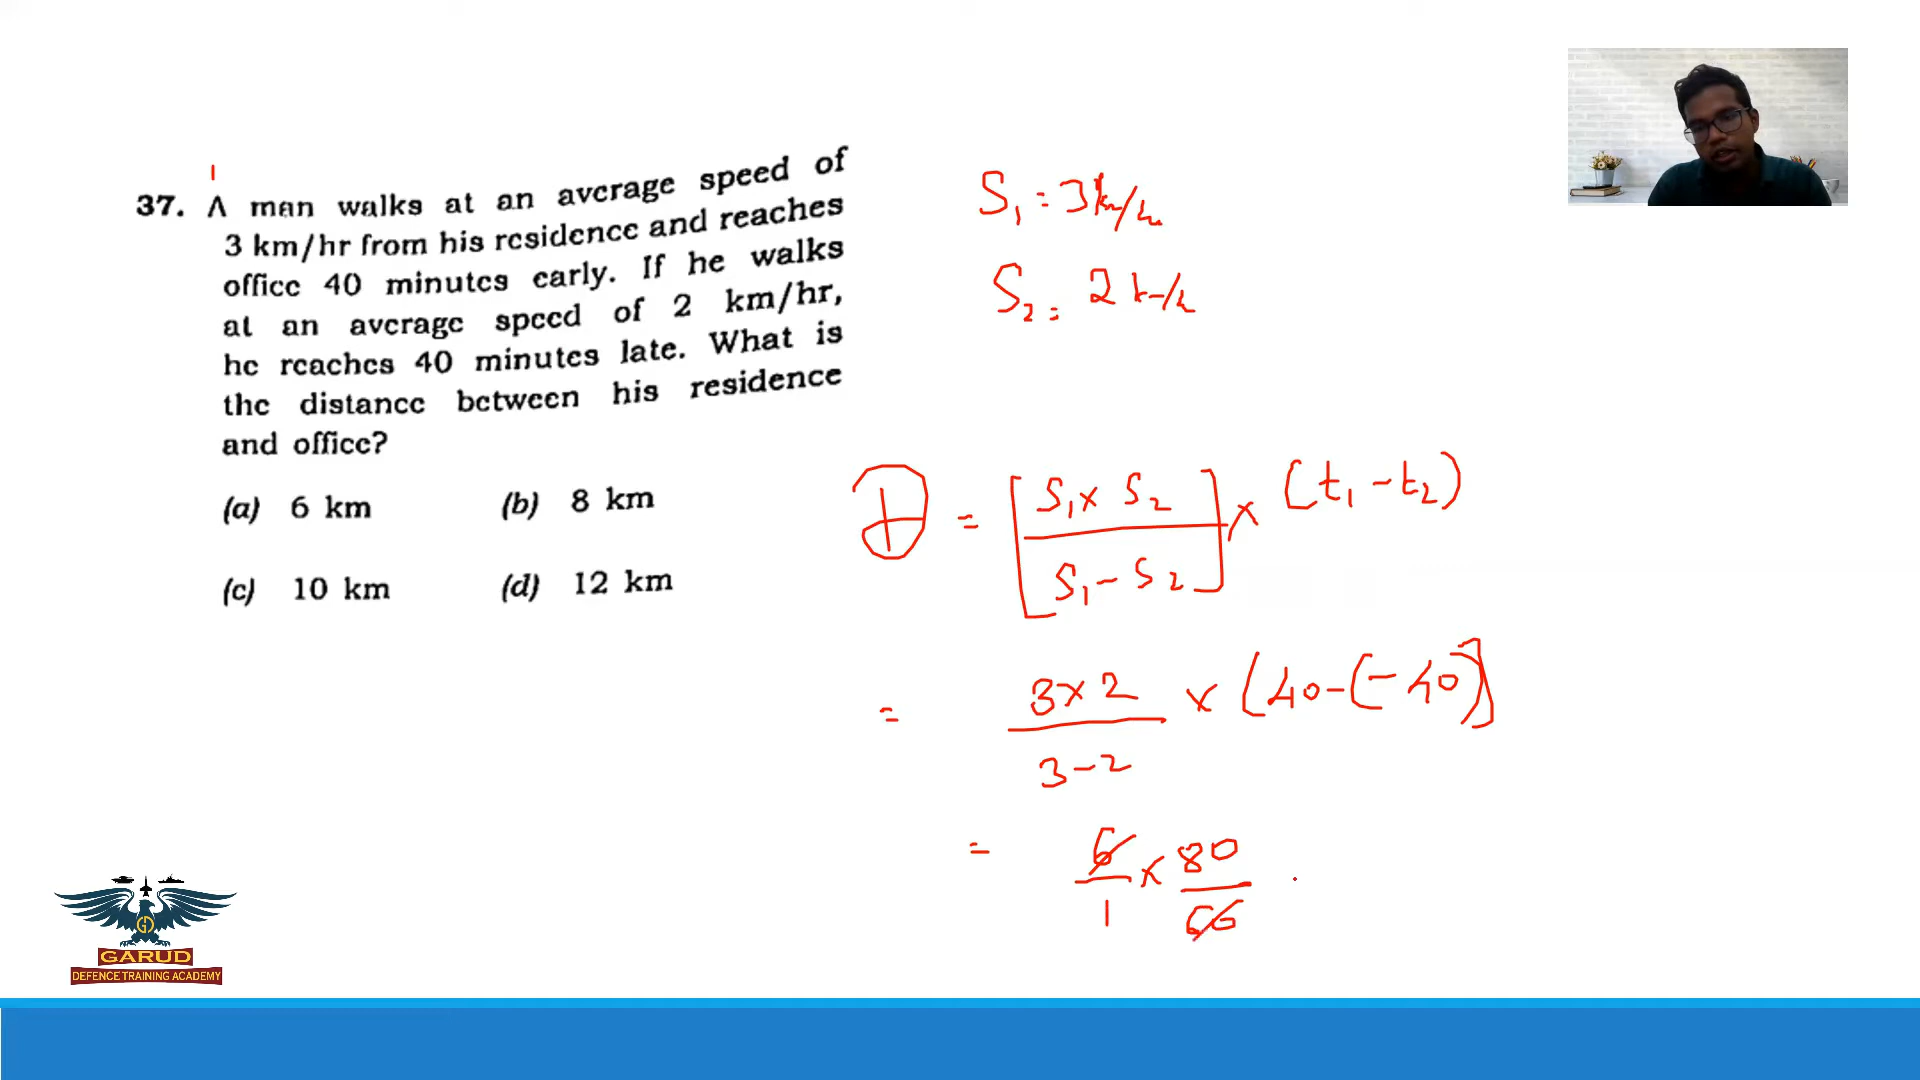 37. A man walks at an average speed of
3 km/hr from his residence and reaches
office 40 minutes early. If he walks
at an average speed of 2 km/hr,
he reaches 40 minutes late. What is
the distance between his residence
and office?
(a) 6 km (b) 8 km
(c) 10 km (d) 12 km
S₁ = 3 km/h
S₂ = 2 k-/h
D = [S₁ × S₂ / S₁ - S₂] × (t₁ - t₂)
= 3 × 2 / 3 - 2 × [40 - (-40)]
= 6/1 × 80/60
GARUD
DEFENCE TRAINING ACADEMY